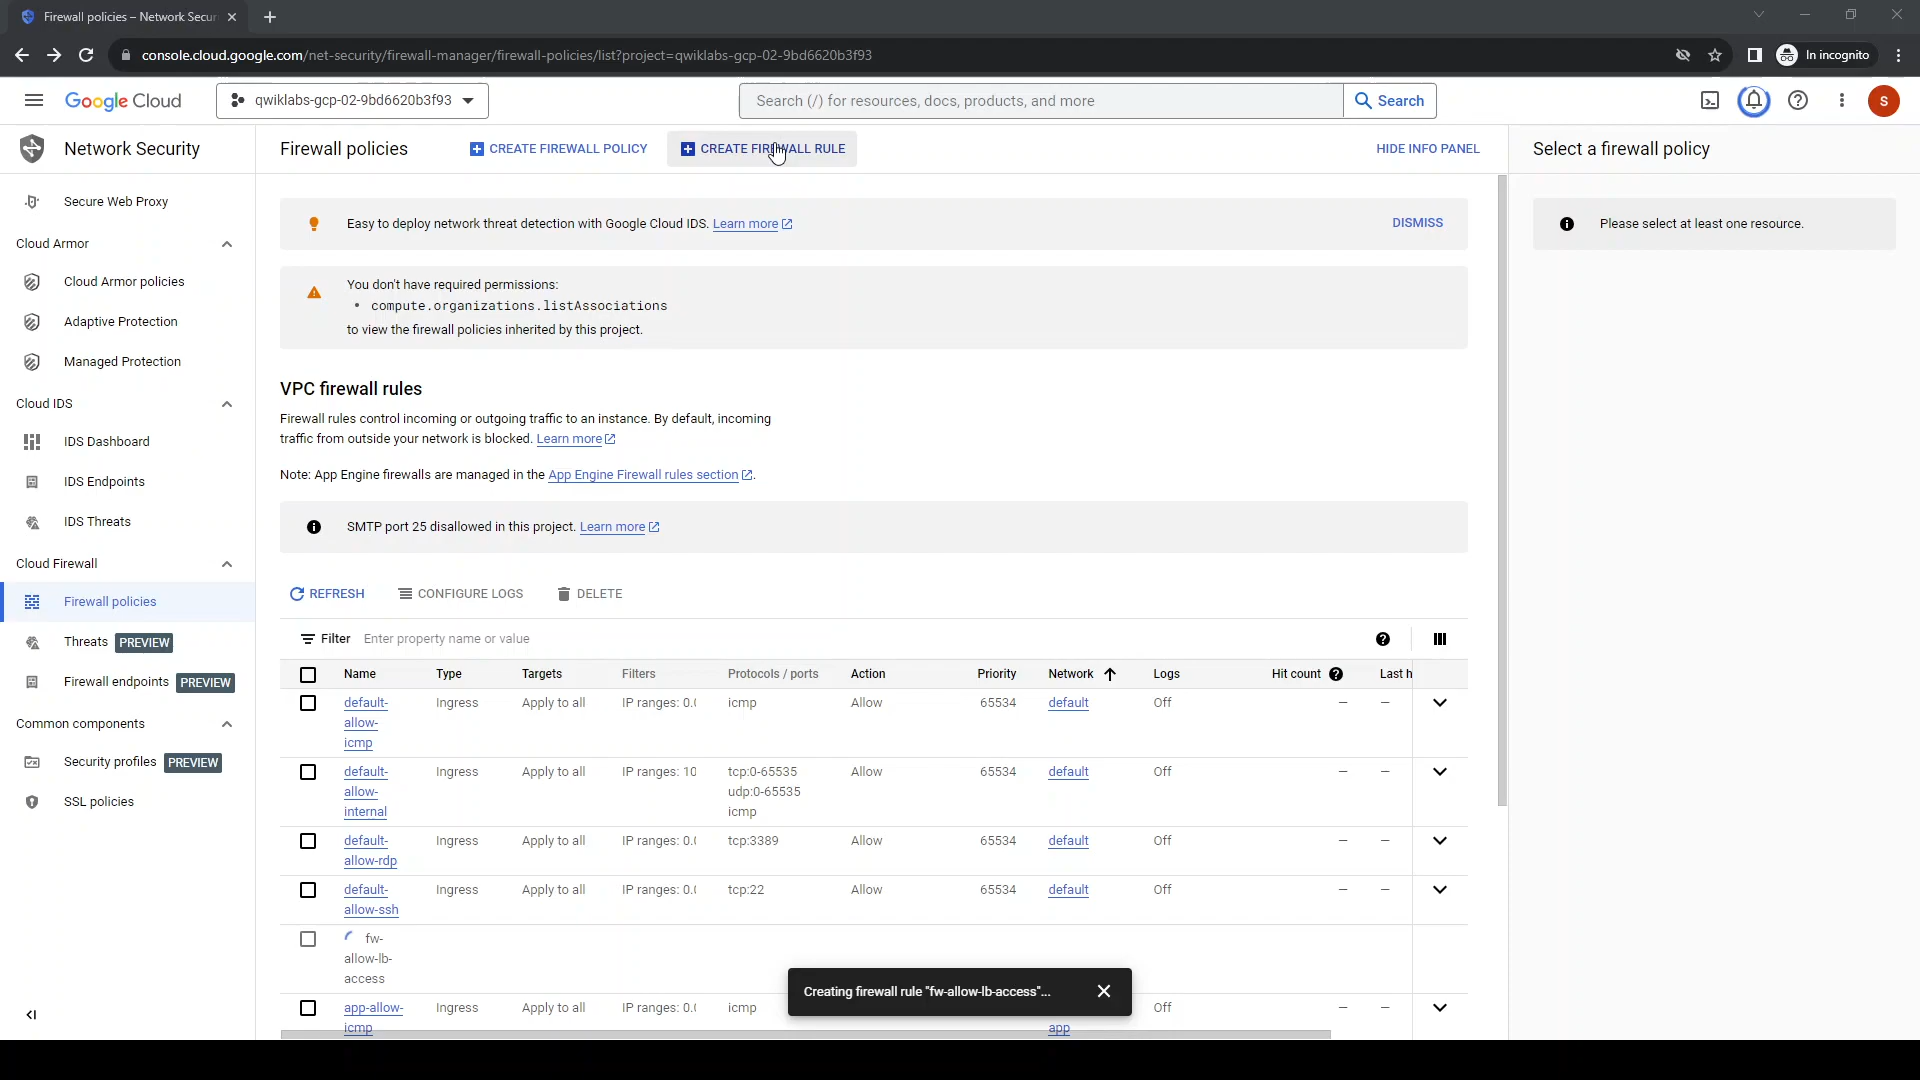 Firewall policies – Network Secur
console.cloud.google.com/net-security/firewall-manager/firewall-policies/list?project=qwiklabs-gcp-02-9bd6620b3f93
In incognito
Google Cloud
qwiklabs-gcp-02-9bd6620b3f93
Search (/) for resources, docs, products, and more
Search
S
Network Security
Firewall policies
CREATE FIREWALL POLICY
CREATE FIREWALL RULE
HIDE INFO PANEL
Select a firewall policy
Secure Web Proxy
Cloud Armor
Cloud Armor policies
Adaptive Protection
Managed Protection
Cloud IDS
IDS Dashboard
IDS Endpoints
IDS Threats
Cloud Firewall
Firewall policies
Threats PREVIEW
Firewall endpoints PREVIEW
Common components
Security profiles PREVIEW
SSL policies
Easy to deploy network threat detection with Google Cloud IDS. Learn more
DISMISS
You don't have required permissions:
• compute.organizations.listAssociations
to view the firewall policies inherited by this project.
VPC firewall rules
Firewall rules control incoming or outgoing traffic to an instance. By default, incoming
traffic from outside your network is blocked. Learn more
Note: App Engine firewalls are managed in the App Engine Firewall rules section.
SMTP port 25 disallowed in this project. Learn more
REFRESH
CONFIGURE LOGS
DELETE
Filter Enter property name or value
Name Type Targets Filters Protocols / ports Action Priority Network Logs Hit count Last h
default- Ingress Apply to all IP ranges: 0.( icmp Allow 65534 default Off — —
allow-
icmp
default- Ingress Apply to all IP ranges: 10 tcp:0-65535 Allow 65534 default Off — —
allow- udp:0-65535
internal icmp
default- Ingress Apply to all IP ranges: 0.( tcp:3389 Allow 65534 default Off — —
allow-rdp
default- Ingress Apply to all IP ranges: 0.( tcp:22 Allow 65534 default Off — —
allow-ssh
fw-
allow-lb-
access
Creating firewall rule "fw-allow-lb-access"...
app-allow- Ingress Apply to all IP ranges: 0.( icmp Off — —
icmp app
Please select at least one resource.